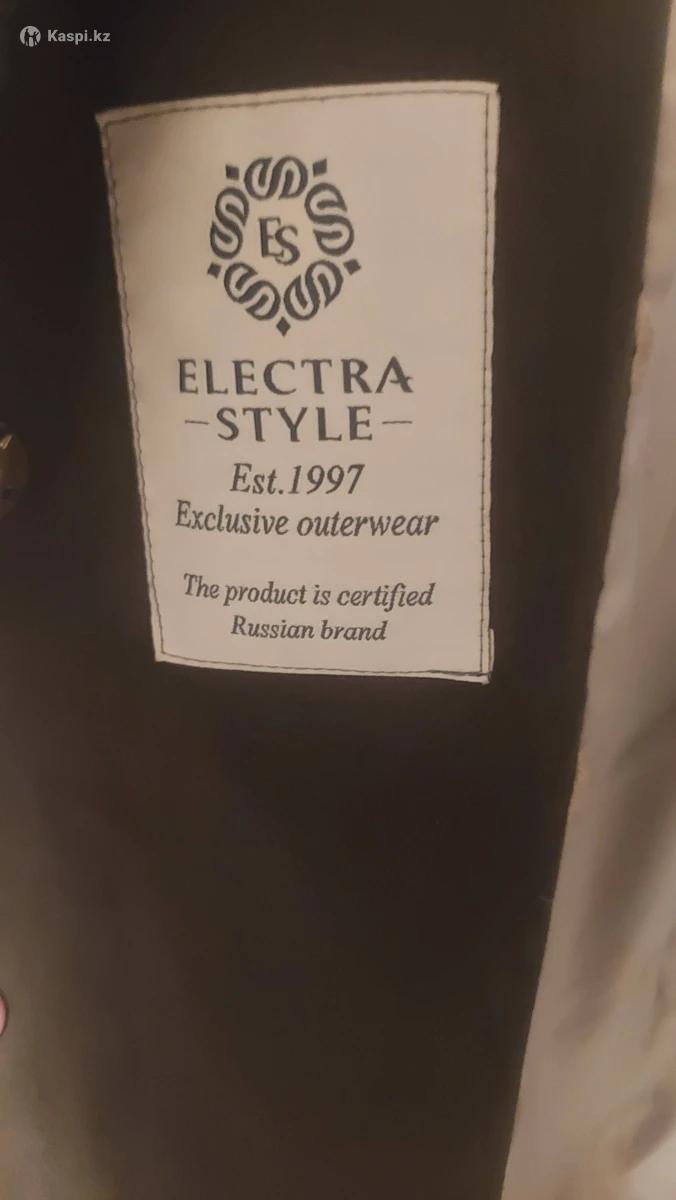 Kaspi.kz
ES
ELECTRA
-STYLE-
Est.1997
Exclusive outerwear
The product is certified
Russian brand